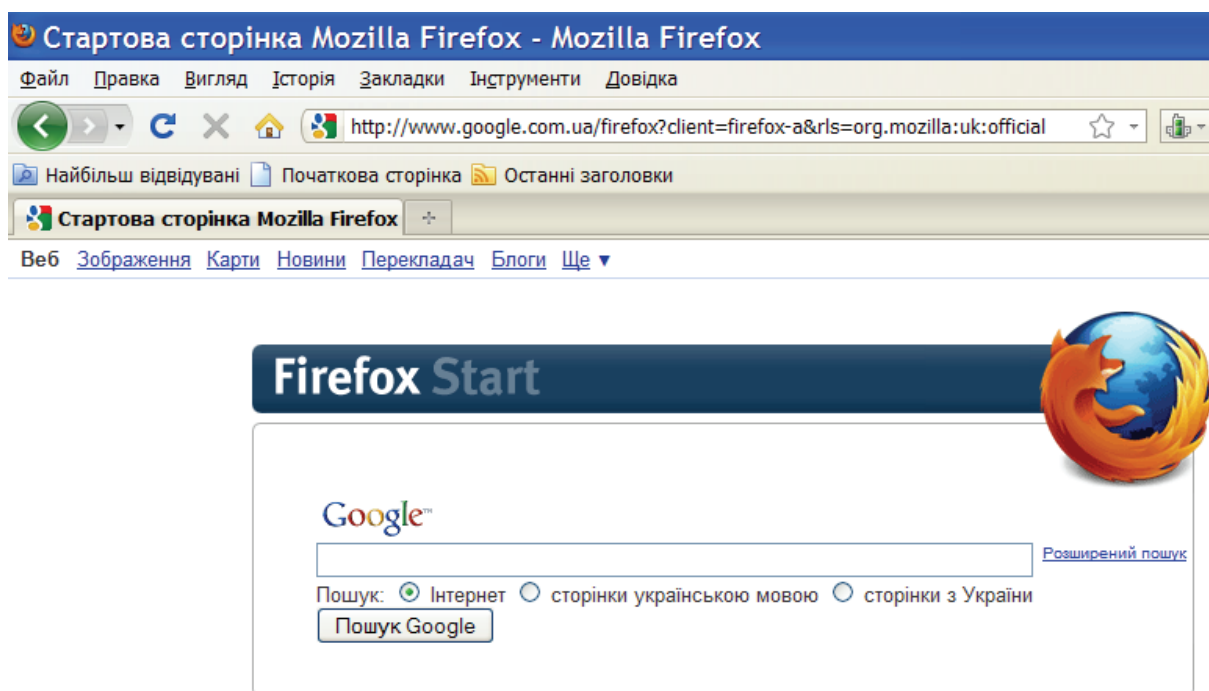 Стартова сторінка Mozilla Firefox - Mozilla Firefox
Файл Правка Вигляд Історія Закладки Інструменти Довідка
http://www.google.com.ua/firefox?client=firefox-a&rls=org.mozilla:uk:official
Найбільш відвідувані Початкова сторінка Останні заголовки
Стартова сторінка Mozilla Firefox
Веб Зображення Карти Новини Перекладач Блоги Ще ▼
Firefox Start
Google™
Розширений пошук
Пошук: Інтернет сторінки українською мовою сторінки з України
Пошук Google